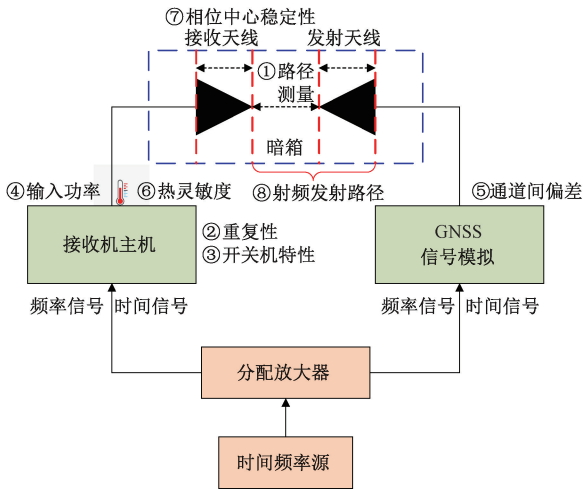 ⑦相位中心稳定性
接收天线
发射天线
①路径
测量
暗箱
④输入功率
⑥热灵敏度
⑧射频发射路径
⑤通道间偏差
接收机主机
②重复性
③开关机特性
GNSS
信号模拟
频率信号
时间信号
频率信号
时间信号
分配放大器
时间频率源